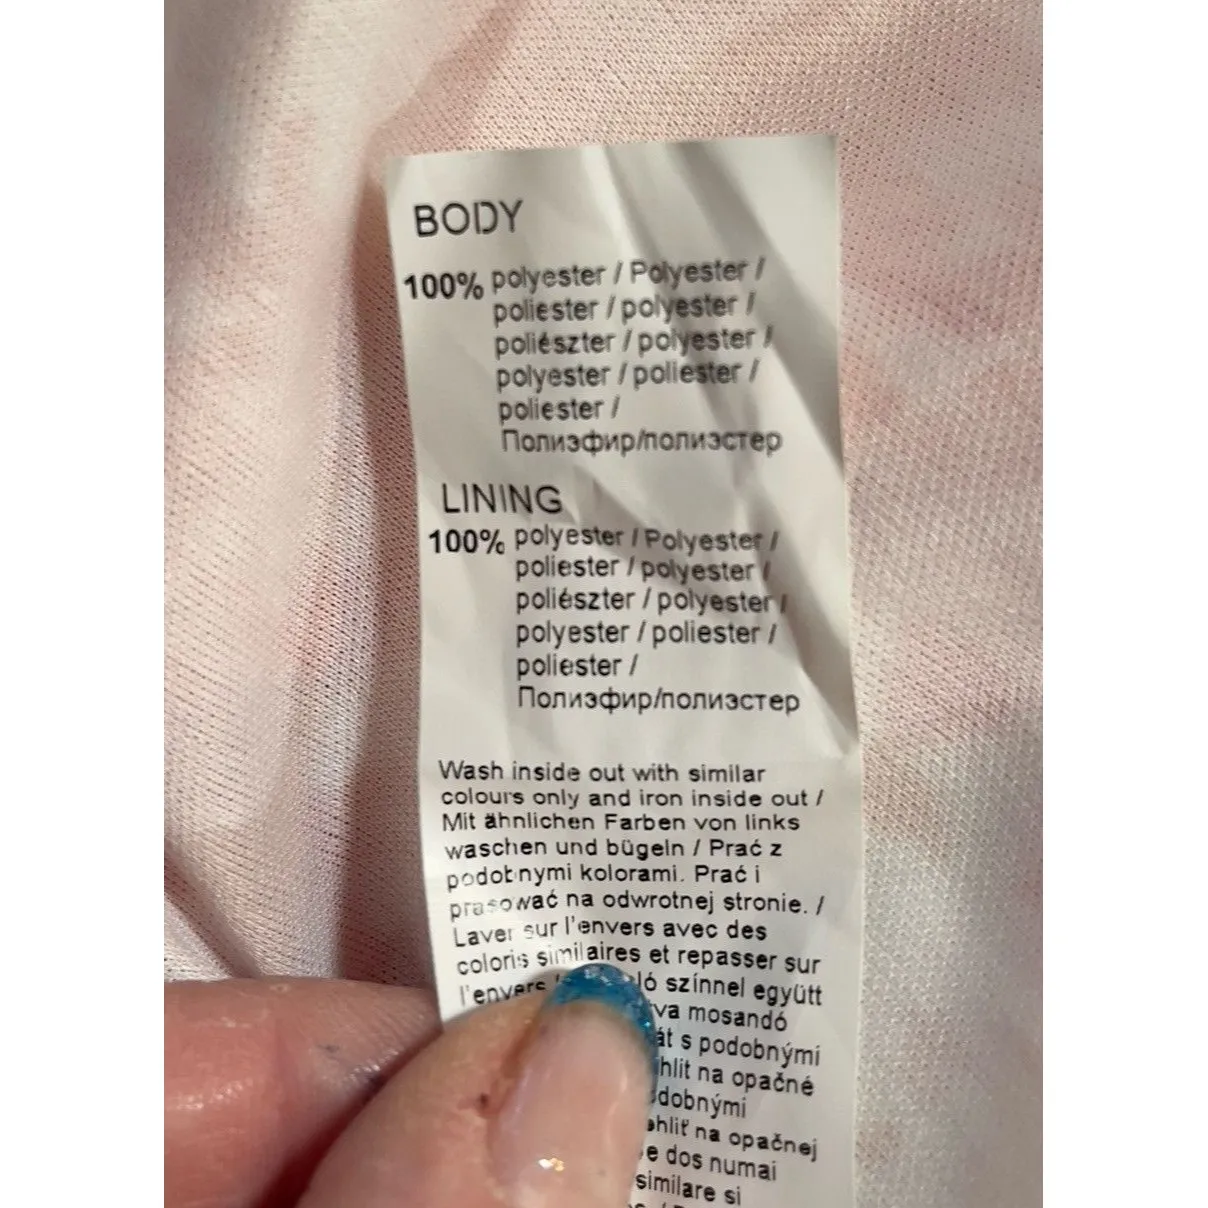 BODY
100% polyester / Polyester /
poliester / polyester /
poliészter / polyester /
polyester / poliester /
poliester /
Полиэфир/полиэстер
LINING
100% polyester / Polyester /
poliester / polyester /
poliészter / polyester /
polyester / poliester /
poliester /
Полиэфир/полиэстер
Wash inside out with similar
colours only and iron inside out /
Mit ähnlichen Farben von links
waschen und bügeln / Prać z
podobnymi kolorami. Prać i
prasować na odwrotnej stronie. /
Laver sur l'envers avec des
coloris similaires et repasser sur
l'envers színnel együtt
mosandó
s podobnými
na opačné
na opačnej
dos numai
similare si